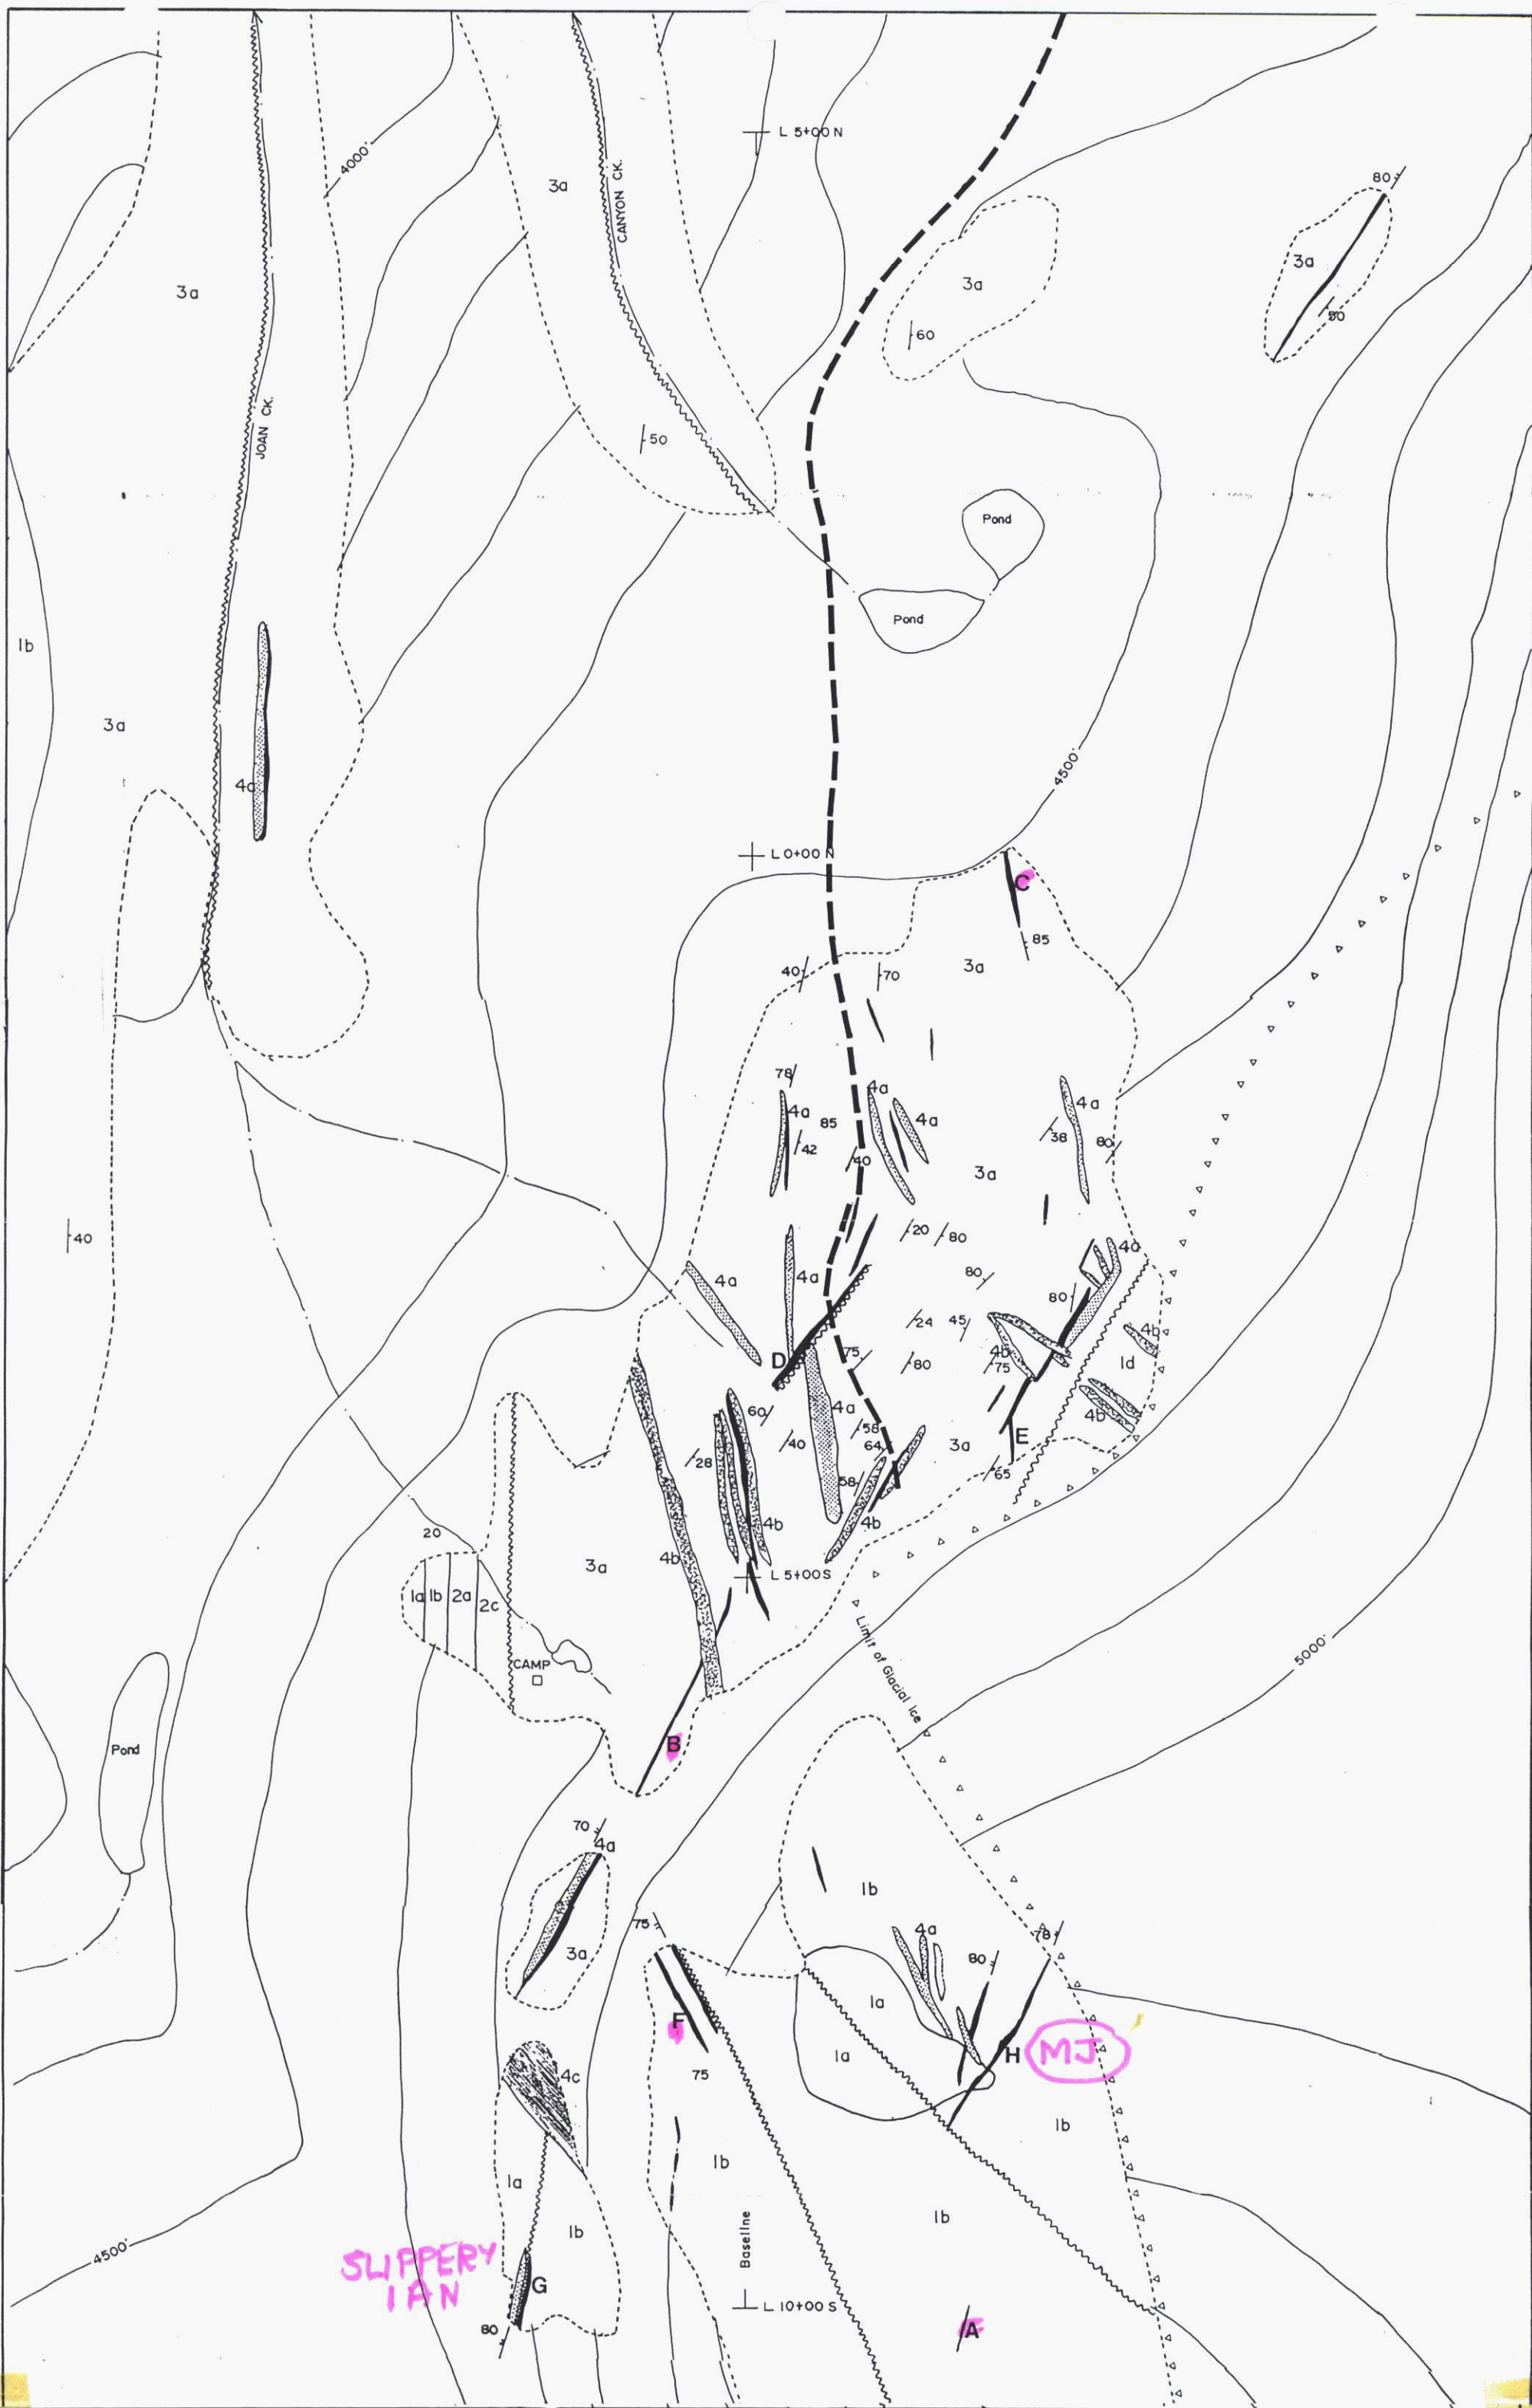 L 5+00 N
4000'
3a
CANYON CK.
80
3a
3a
3a
50
60
JOAN CK.
50
Pond
Pond
1b
3a
4500'
4a
L 0+00 N
C
85
40
70
3a
78
4a
4a
85
4a
4a
42
38
80
40
3a
40
20
80
4a
4a
4a
80
80
24
45
4b
D
75
80
4b
75
1d
4a
60
4b
58
40
64
3a
E
28
65
58
4b
4b
20
3a
4b
L 5+00 S
1a
1b
2a
2c
Limit of Glacial Ice
5000'
CAMP
B
Pond
70
4a
1b
75
4a
78
3a
80
1a
F
H
MJ
1a
75
4c
1b
1b
1a
1b
1b
Baseline
SLIPPERY
IAN
4500'
G
L 10+00 S
A
80